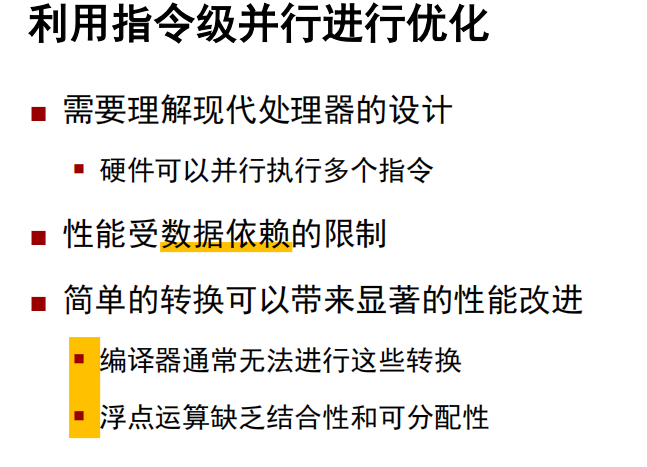 利用指令级并行进行优化
需要理解现代处理器的设计
硬件可以并行执行多个指令
性能受数据依赖的限制
简单的转换可以带来显著的性能改进
编译器通常无法进行这些转换
浮点运算缺乏结合性和可分配性